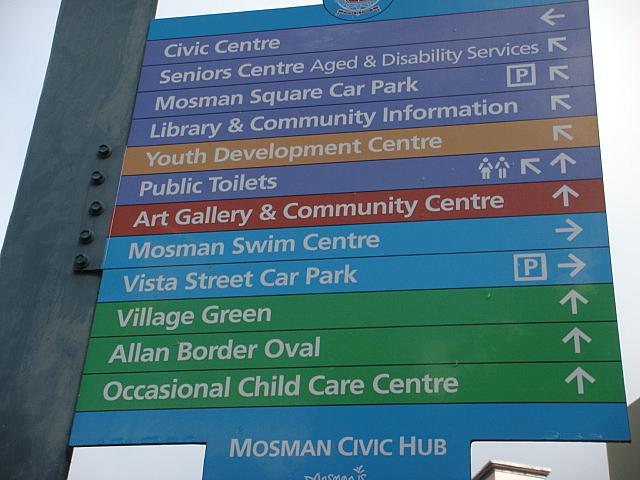 Civic Centre
Seniors Centre Aged & Disability Services
Mosman Square Car Park P
Library & Community Information
Youth Development Centre
Public Toilets
Art Gallery & Community Centre
Mosman Swim Centre
Vista Street Car Park P
Village Green
Allan Border Oval
Occasional Child Care Centre
MOSMAN CIVIC HUB